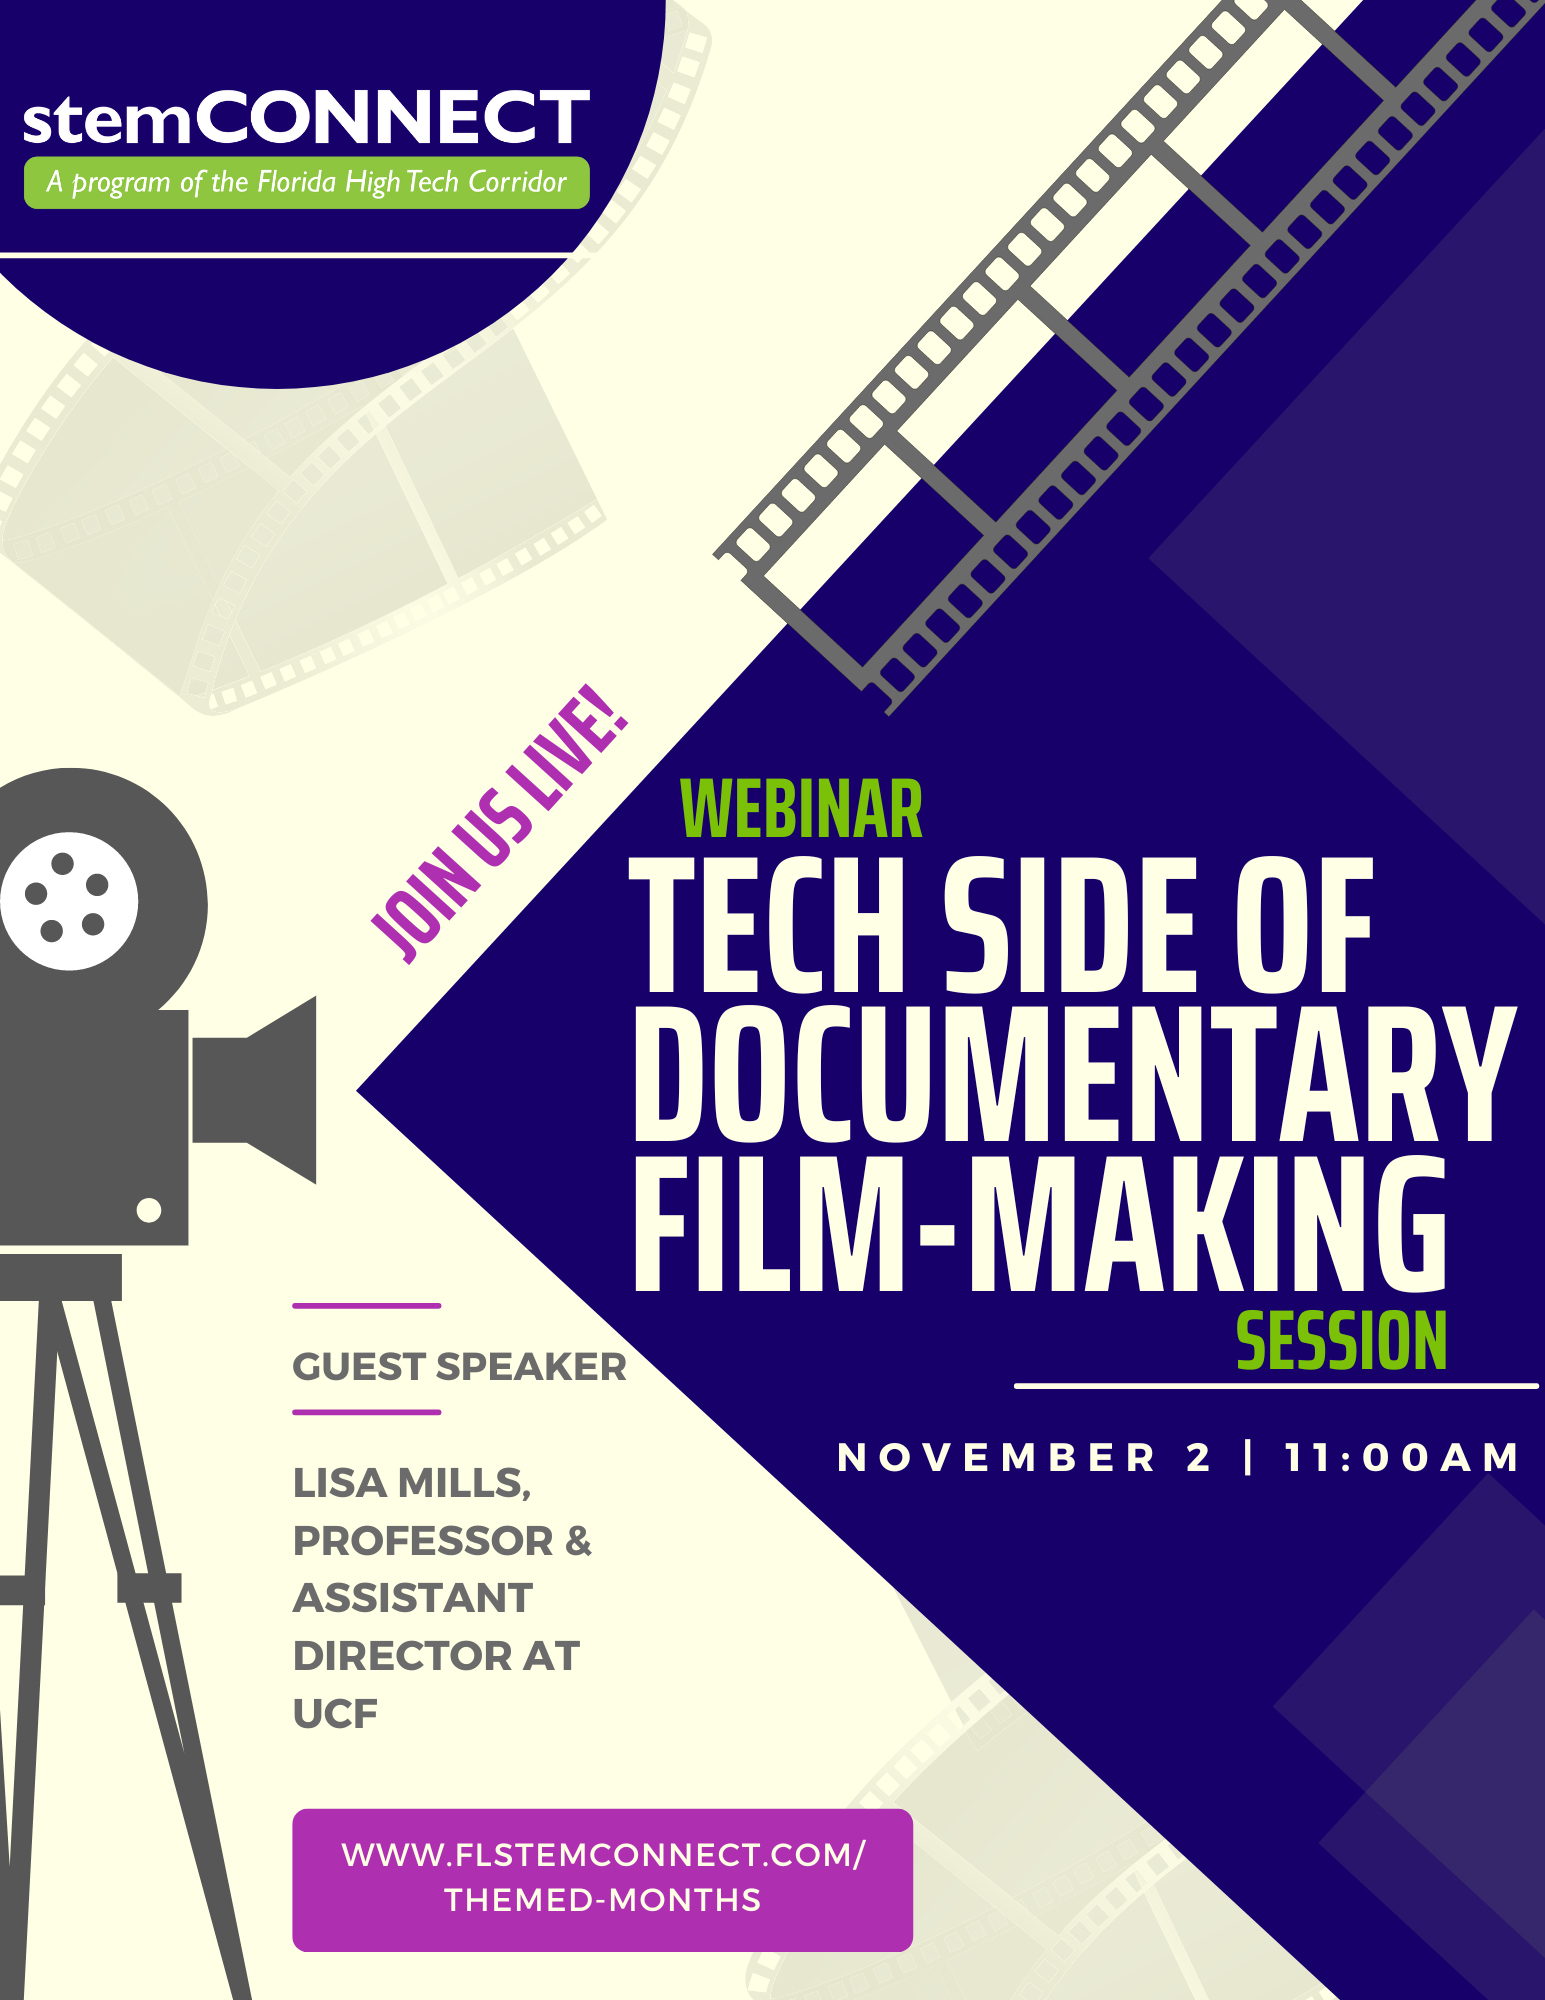 stemCONNECT
A program of the Florida High Tech Corridor
JOIN US LIVE!
WEBINAR
TECH SIDE OF
DOCUMENTARY
FILM-MAKING
SESSION
NOVEMBER 2 | 11:00AM
GUEST SPEAKER
LISA MILLS,
PROFESSOR &
ASSISTANT
DIRECTOR AT
UCF
WWW.FLSTEMCONNECT.COM/
THEMED-MONTHS